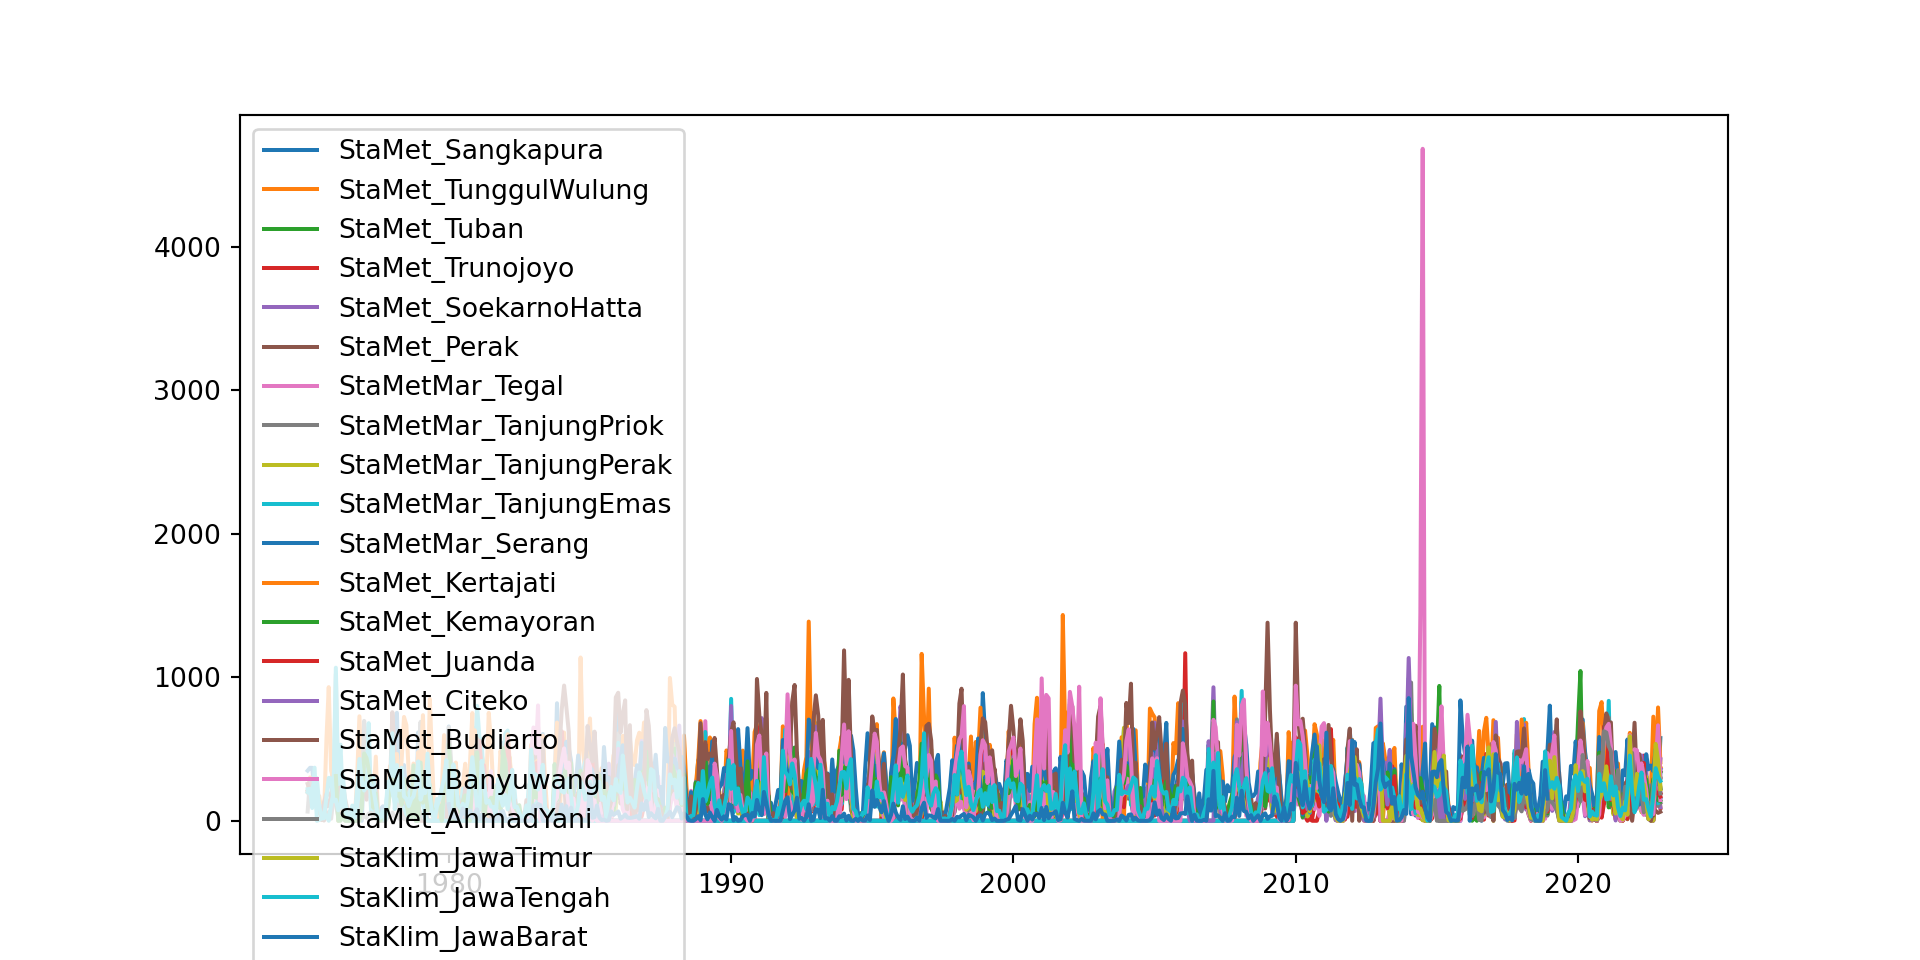 StaMet_Sangkapura
StaMet_TunggulWulung
StaMet_Tuban
StaMet_Trunojoyo
StaMet_SoekarnoHatta
StaMet_Perak
StaMetMar_Tegal
StaMetMar_TanjungPriok
StaMetMar_TanjungPerak
StaMetMar_TanjungEmas
StaMetMar_Serang
StaMet_Kertajati
StaMet_Kemayoran
StaMet_Juanda
StaMet_Citeko
StaMet_Budiarto
StaMet_Banyuwangi
StaMet_AhmadYani
StaKlim_JawaTimur
StaKlim_JawaTengah
StaKlim_JawaBarat
4000
3000
2000
1000
0
1980 1990 2000 2010 2020